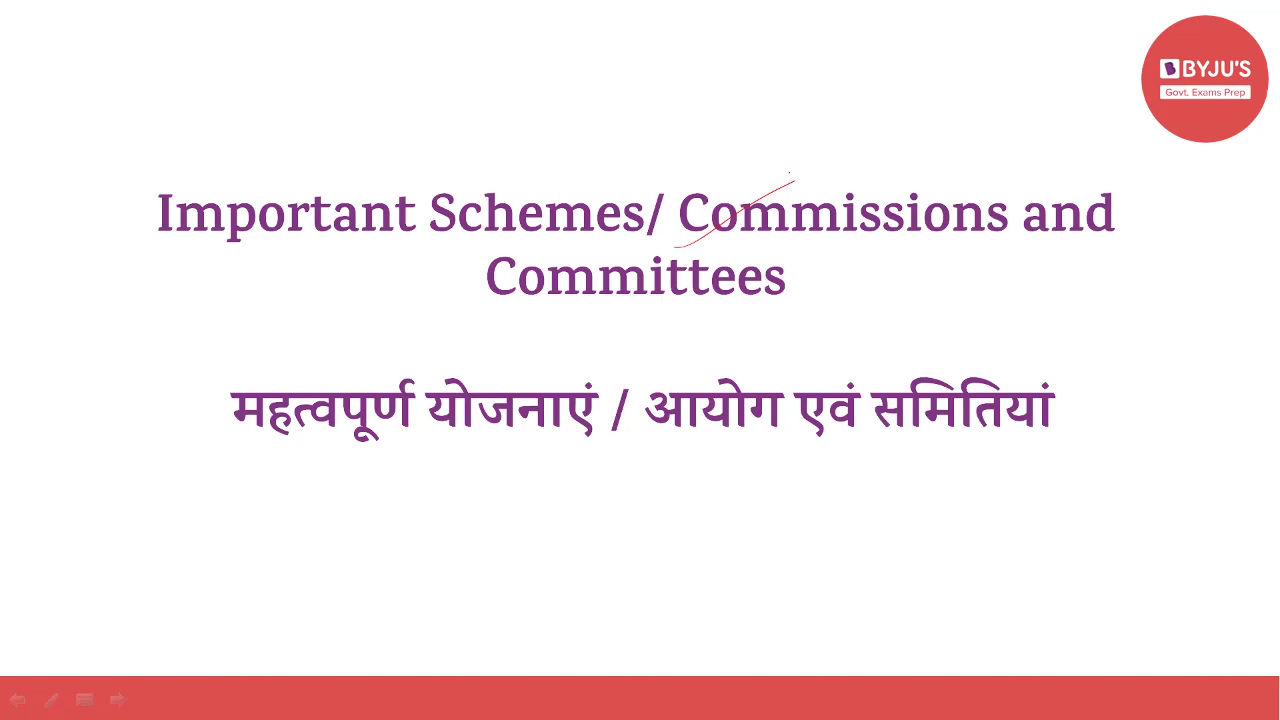 BYJU'S
Govt. Exams Prep
Important Schemes/ Commissions and
Committees
महत्वपूर्ण योजनाएं / आयोग एवं समितियां